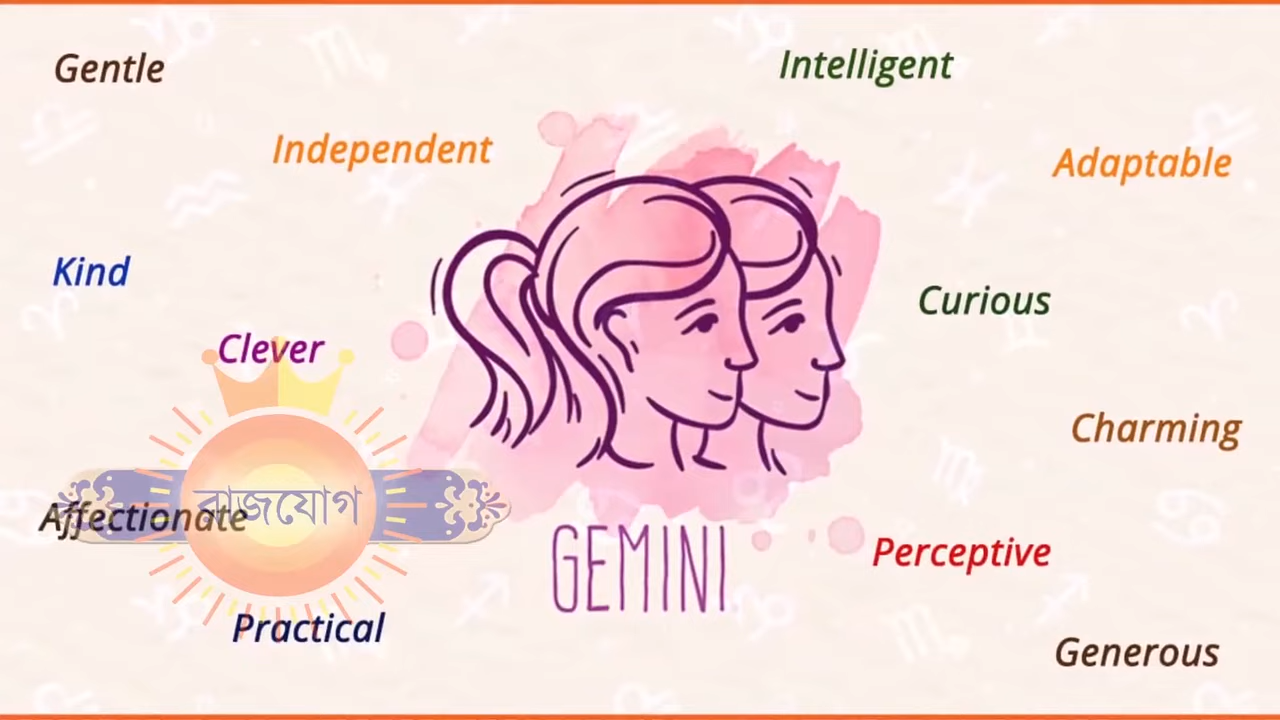 Gentle
Intelligent
Independent
Adaptable
Kind
Curious
Clever
Charming
Affectionate
রাজযোগ
GEMINI
Perceptive
Practical
Generous